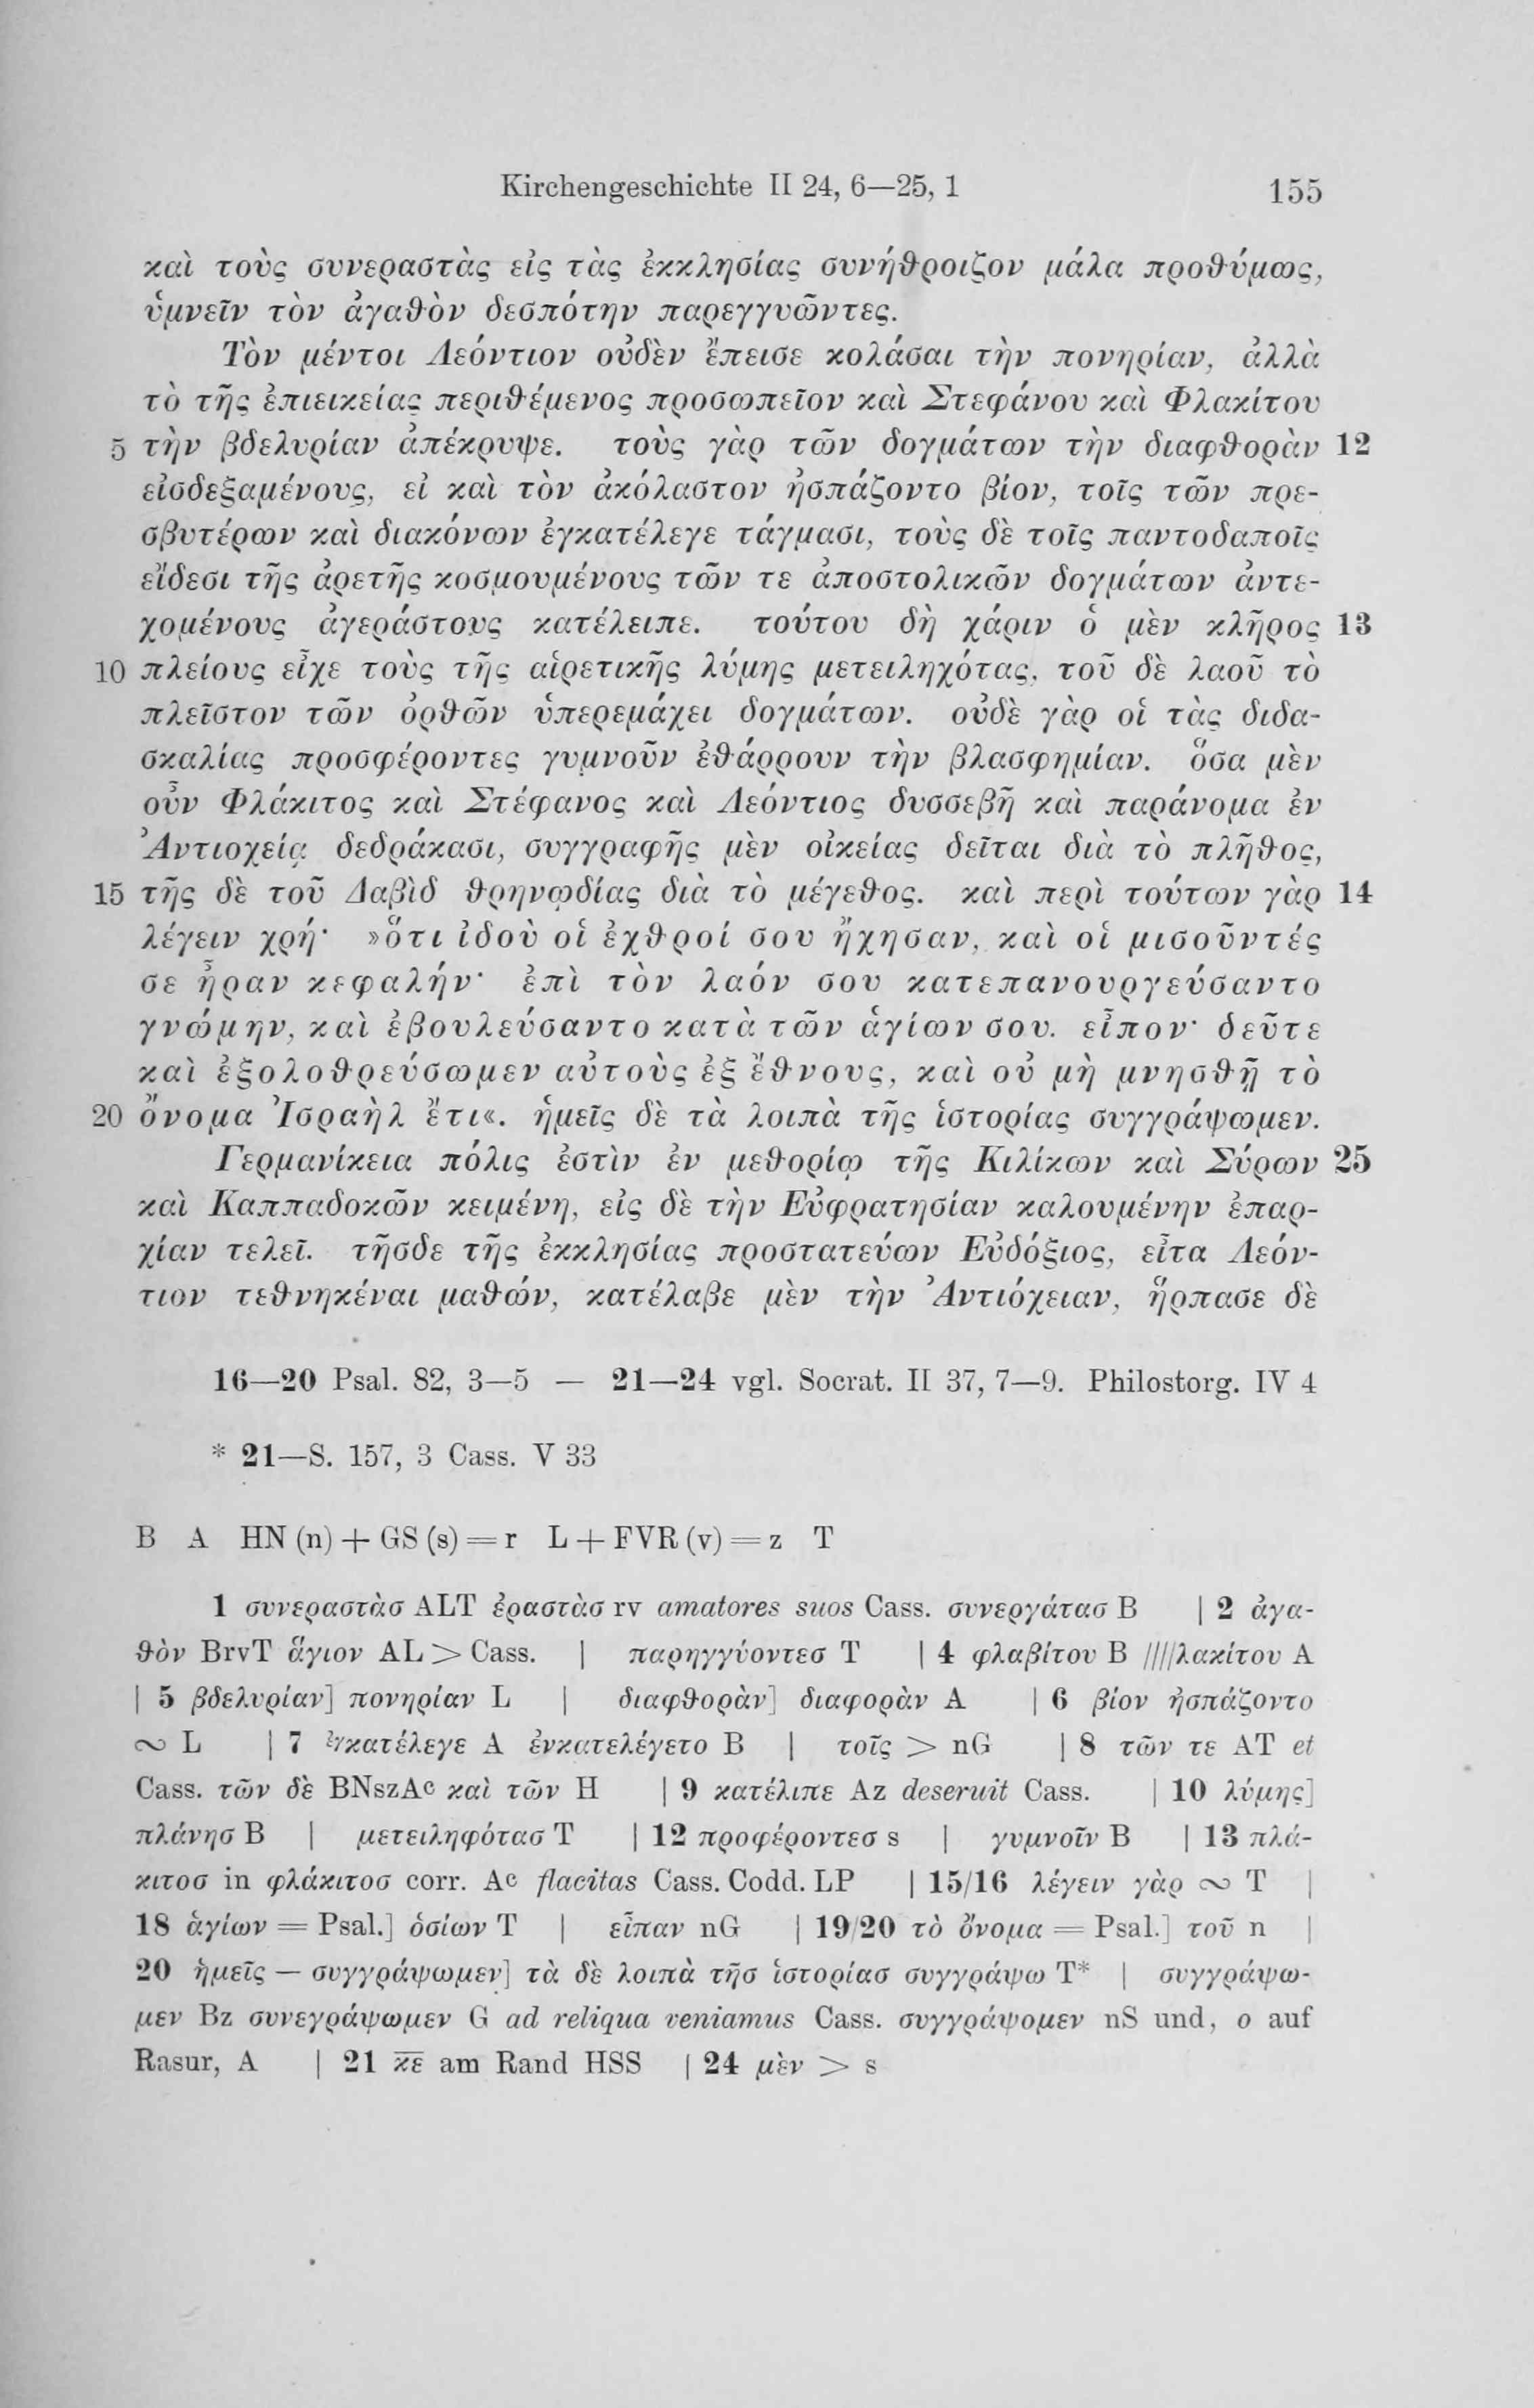 Kirchengeschichte II 24, 6—25, 1 155
καὶ τοὺς συνεραστὰς εἰς τὰς ἐκκλησίας συνήθροιζον μάλα προθύμως,
ὑμνεῖν τὸν ἀγαθὸν δεσπότην παρεγγυῶντες.
Τὸν μέντοι Λεόντιον οὐδὲν ἔπεισε κολάσαι τὴν πονηρίαν, ἀλλὰ
τὸ τῆς ἐπιεικείας περιθέμενος προσωπεῖον καὶ Στεφάνου καὶ Φλακίτου
5 τὴν βδελυρίαν ἀπέκρυψε. τοὺς γὰρ τῶν δογμάτων τὴν διαφθορὰν 12
εἰσδεξαμένους, εἰ καὶ τὸν ἀκόλαστον ἠσπάζοντο βίον, τοῖς τῶν πρε-
σβυτέρων καὶ διακόνων ἐγκατέλεγε τάγμασι, τοὺς δὲ τοῖς παντοδαποῖς
εἴδεσι τῆς ἀρετῆς κοσμουμένους τῶν τε ἀποστολικῶν δογμάτων ἀντε-
χομένους ἀγεράστους κατέλειπε. τούτου δὴ χάριν ὁ μὲν κλῆρος 13
10 πλείους εἶχε τοὺς τῆς αἱρετικῆς λύμης μετειληχότας, τοῦ δὲ λαοῦ τὸ
πλεῖστον τῶν ὀρθῶν ὑπερεμάχει δογμάτων. οὐδὲ γὰρ οἱ τὰς διδα-
σκαλίας προσφέροντες γυμνοῦν ἐθάρρουν τὴν βλασφημίαν. ὅσα μὲν
οὖν Φλάκιτος καὶ Στέφανος καὶ Λεόντιος δυσσεβῆ καὶ παράνομα ἐν
Ἀντιοχείᾳ δεδράκασι, συγγραφῆς μὲν οἰκείας δεῖται διὰ τὸ πλῆθος,
15 τῆς δὲ τοῦ Δαβὶδ θρηνῳδίας διὰ τὸ μέγεθος. καὶ περὶ τούτων γὰρ 14
λέγειν χρή· »ὅτι ἰδοὺ οἱ ἐχθροί σου ἤχησαν, καὶ οἱ μισοῦντές
σε ἦραν κεφαλήν· ἐπὶ τὸν λαόν σου κατεπανουργεύσαντο
γνώμην, καὶ ἐβουλεύσαντο κατὰ τῶν ἁγίων σου. εἶπον· δεῦτε
καὶ ἐξολοθρεύσωμεν αὐτοὺς ἐξ ἔθνους, καὶ οὐ μὴ μνησθῇ τὸ
20 ὄνομα Ἰσραὴλ ἔτι«. ἡμεῖς δὲ τὰ λοιπὰ τῆς ἱστορίας συγγράψωμεν.
Γερμανίκεια πόλις ἐστὶν ἐν μεθορίῳ τῆς Κιλίκων καὶ Σύρων 25
καὶ Καππαδοκῶν κειμένη, εἰς δὲ τὴν Εὐφρατησίαν καλουμένην ἐπαρ-
χίαν τελεῖ. τῆσδε τῆς ἐκκλησίας προστατεύων Εὐδόξιος, εἶτα Λεόν-
τιον τεθνηκέναι μαθών, κατέλαβε μὲν τὴν Ἀντιόχειαν, ἥρπασε δὲ
16—20 Psal. 82, 3—5 — 21—24 vgl. Socrat. II 37, 7—9. Philostorg. IV 4
* 21—S. 157, 3 Cass. V 33
B A HN (n) + GS (s) = r L + FVR (v) = z T
1 συνεραστὰσ ALT ἐραστὰσ rv amatores suos Cass. συνεργάτασ B | 2 ἀγα-
θὸν BrvT ἅγιον AL > Cass. | παρηγγύοντεσ T | 4 φλαβίτου B ////λακίτου A
| 5 βδελυρίαν] πονηρίαν L | διαφθορὰν] διαφορὰν A | 6 βίον ἠσπάζοντο
∾ L | 7 ἐγκατέλεγε A ἐνκατελέγετο B | τοῖς > nG | 8 τῶν τε AT et
Cass. τῶν δὲ BNszAc καὶ τῶν H | 9 κατέλιπε Az deseruit Cass. | 10 λύμης]
πλάνησ B | μετειληφότασ T | 12 προφέροντεσ s | γυμνοῖν B | 13 πλά-
κιτοσ in φλάκιτοσ corr. Ac flacitas Cass. Codd. LP | 15/16 λέγειν γὰρ ∾ T |
18 ἁγίων = Psal.] ὁσίων T | εἶπαν nG | 19/20 τὸ ὄνομα = Psal.] τοῦ n |
20 ἡμεῖς — συγγράψωμεν] τὰ δὲ λοιπὰ τῆσ ἱστορίασ συγγράψω T* | συγγράψω-
μεν Bz συνεγράψωμεν G ad reliqua veniamus Cass. συγγράψομεν nS und, ο auf
Rasur, A | 21 κε am Rand HSS | 24 μὲν > s